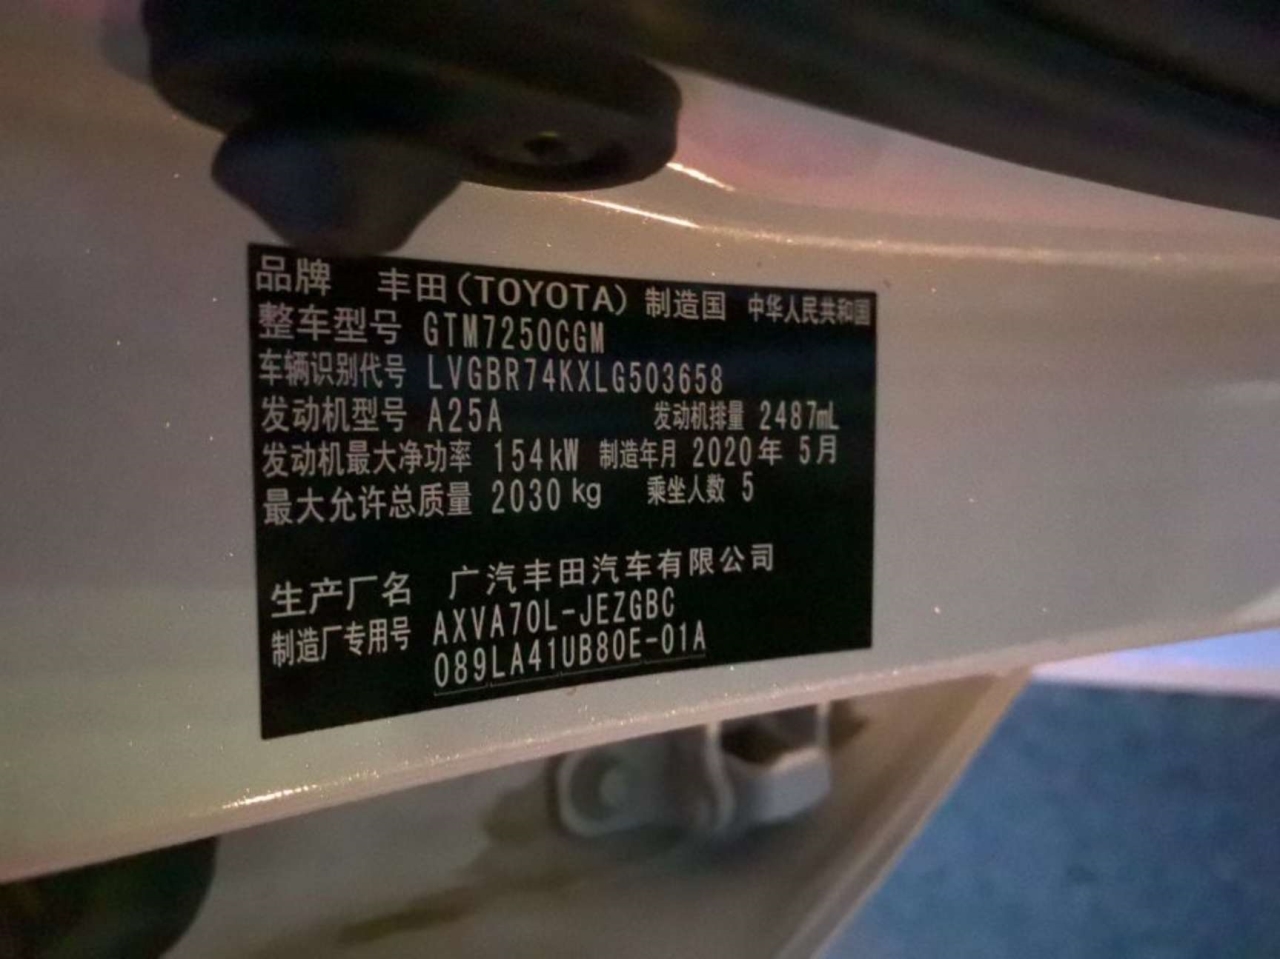 品牌 丰田(TOYOTA) 制造国 中华人民共和国
整车型号 GTM7250CGM
车辆识别代号 LVGBR74KXLG503658
发动机型号 A25A 发动机排量 2487mL
发动机最大净功率 154kW 制造年月 2020年 5月
最大允许总质量 2030kg 乘坐人数 5
生产厂名 广汽丰田汽车有限公司
制造厂专用号 AXVA70L-JEZGBC
089LA41UB80E-01A